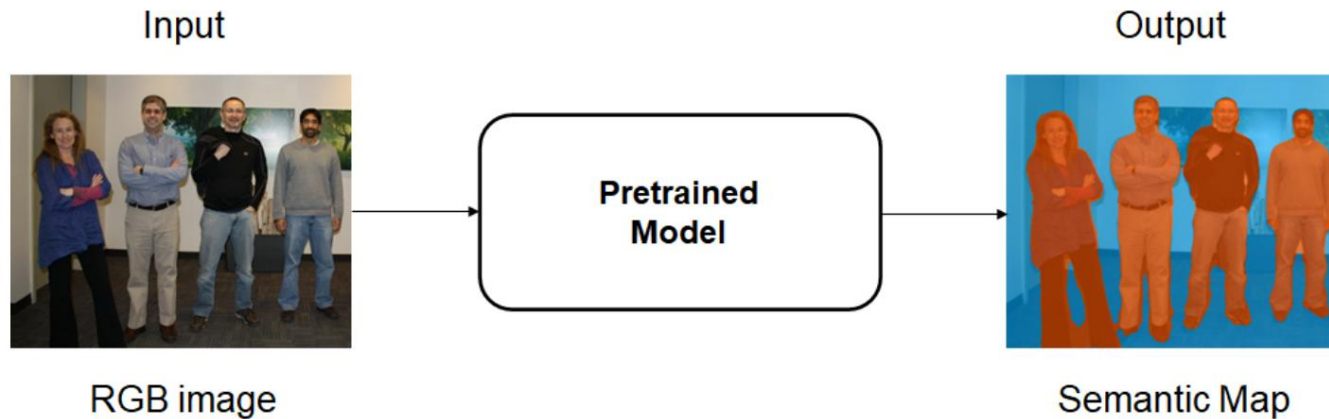 Input
Output
Pretrained
Model
RGB image
Semantic Map